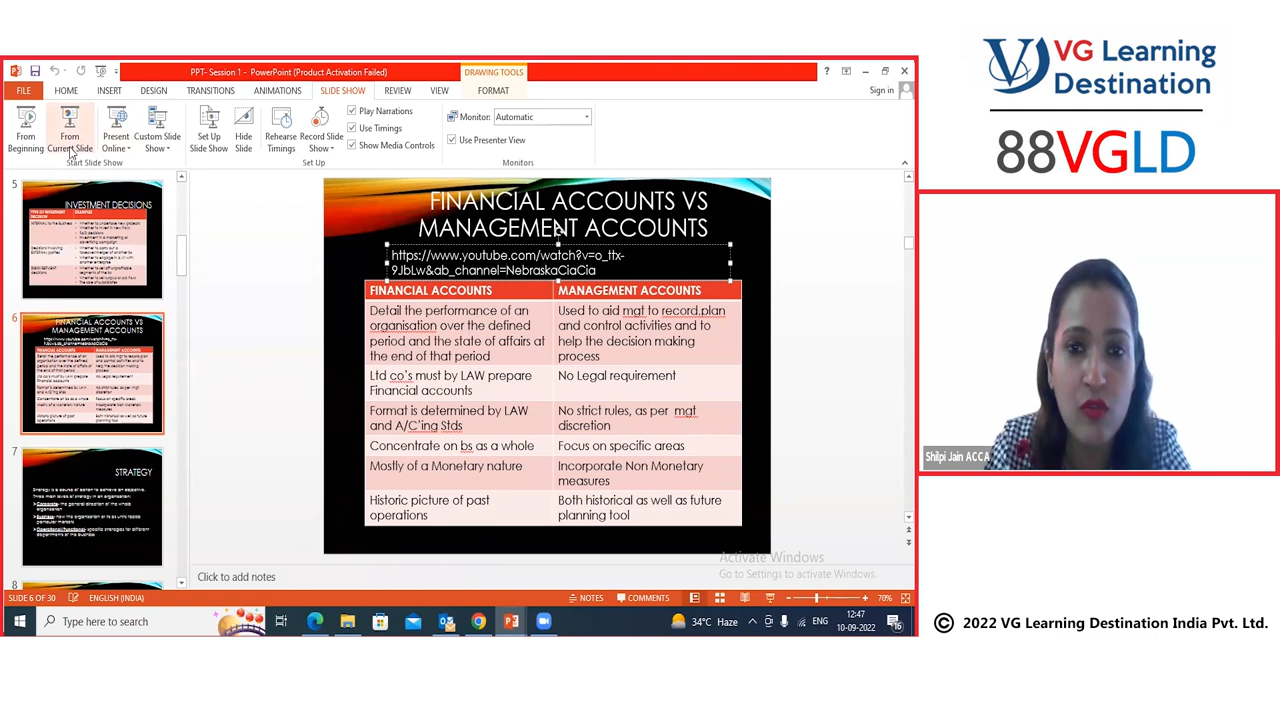 PPT- Session 1 - PowerPoint (Product Activation Failed)
DRAWING TOOLS
FILE
HOME
INSERT
DESIGN
TRANSITIONS
ANIMATIONS
SLIDE SHOW
REVIEW
VIEW
FORMAT
Sign in
From Beginning
From Current Slide
Present Online
Custom Slide Show
Set Up Slide Show
Hide Slide
Rehearse Timings
Record Slide Show
Play Narrations
Use Timings
Show Media Controls
Monitor: Automatic
Use Presenter View
Start Slide Show
Set Up
Monitors
5
INVESTMENT DECISIONS
6
FINANCIAL ACCOUNTS VS
MANAGEMENT ACCOUNTS
7
STRATEGY
8
FINANCIAL ACCOUNTS VS
MANAGEMENT ACCOUNTS
https://www.youtube.com/watch?v=o_ttx-
9JbLw&ab_channel=NebraskaCiaCia
FINANCIAL ACCOUNTS
MANAGEMENT ACCOUNTS
Detail the performance of an
organisation over the defined
period and the state of affairs at
the end of that period
Used to aid mgt to record,plan
and control activities and to
help the decision making
process
Ltd co's must by LAW prepare
Financial accounts
No Legal requirement
Format is determined by LAW
and A/C'ing Stds
No strict rules, as per mgt
discretion
Concentrate on bs as a whole
Focus on specific areas
Mostly of a Monetary nature
Incorporate Non Monetary
measures
Historic picture of past
operations
Both historical as well as future
planning tool
Activate Windows
Go to Settings to activate Windows.
Click to add notes
SLIDE 6 OF 30
ENGLISH (INDIA)
NOTES
COMMENTS
70%
Type here to search
34°C Haze
ENG
12:47
10-09-2022
16
VG Learning
Destination
88VGLD
Shilpi Jain ACCA
© 2022 VG Learning Destination India Pvt. Ltd.